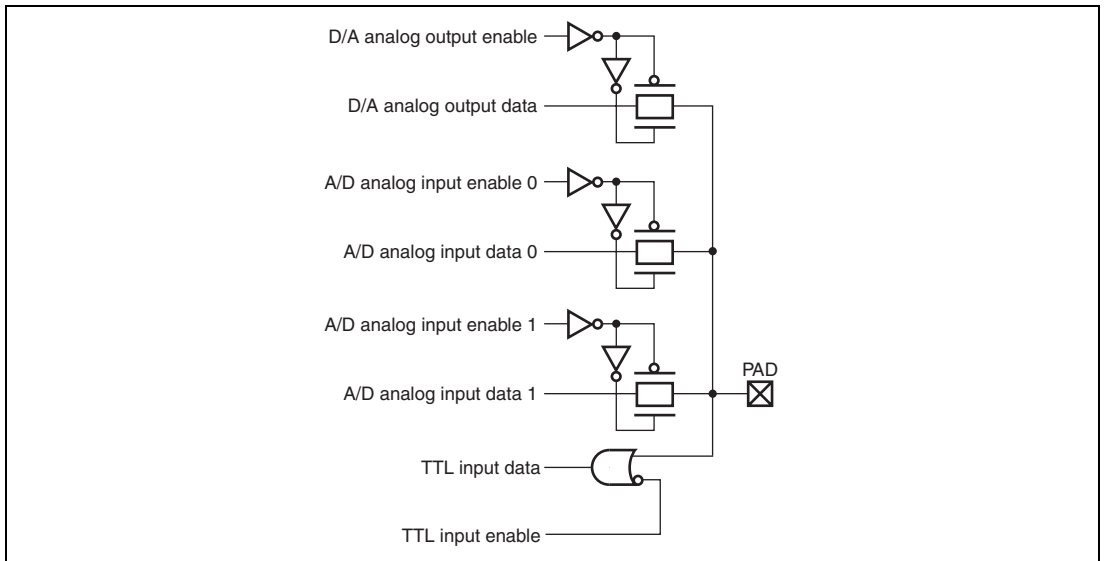 D/A analog output enable
D/A analog output data
A/D analog input enable 0
A/D analog input data 0
A/D analog input enable 1
PAD
A/D analog input data 1
TTL input data
TTL input enable